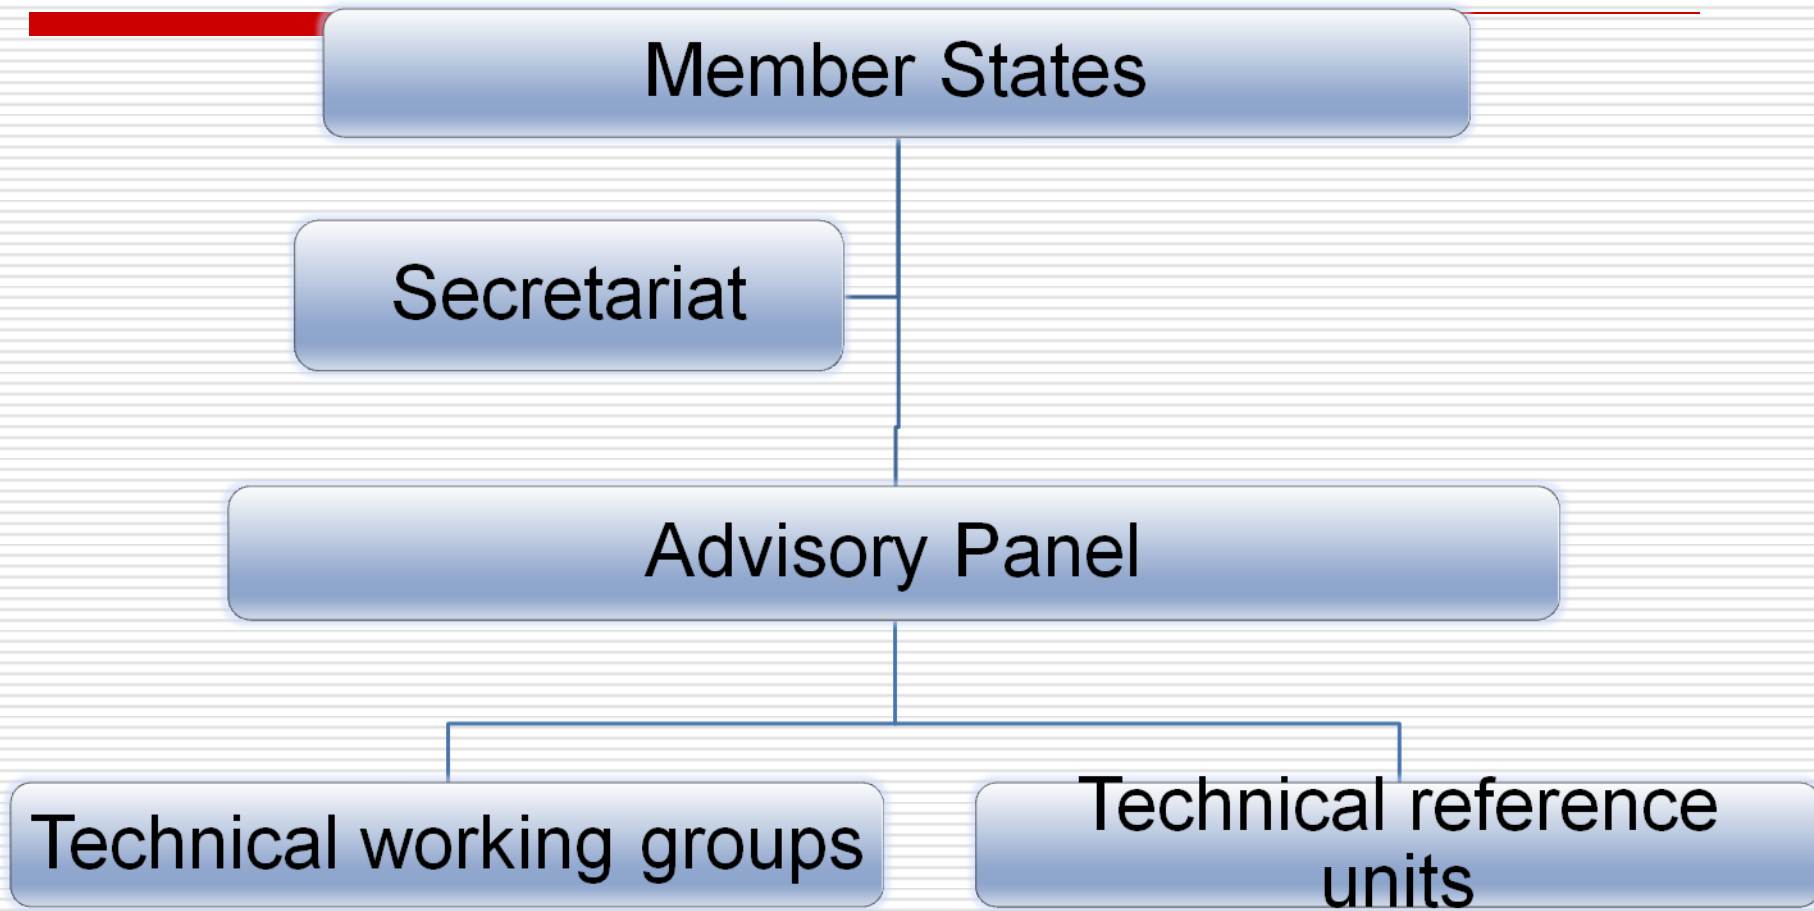 Member States
Secretariat
Advisory Panel
Technical working groups
Technical reference
units